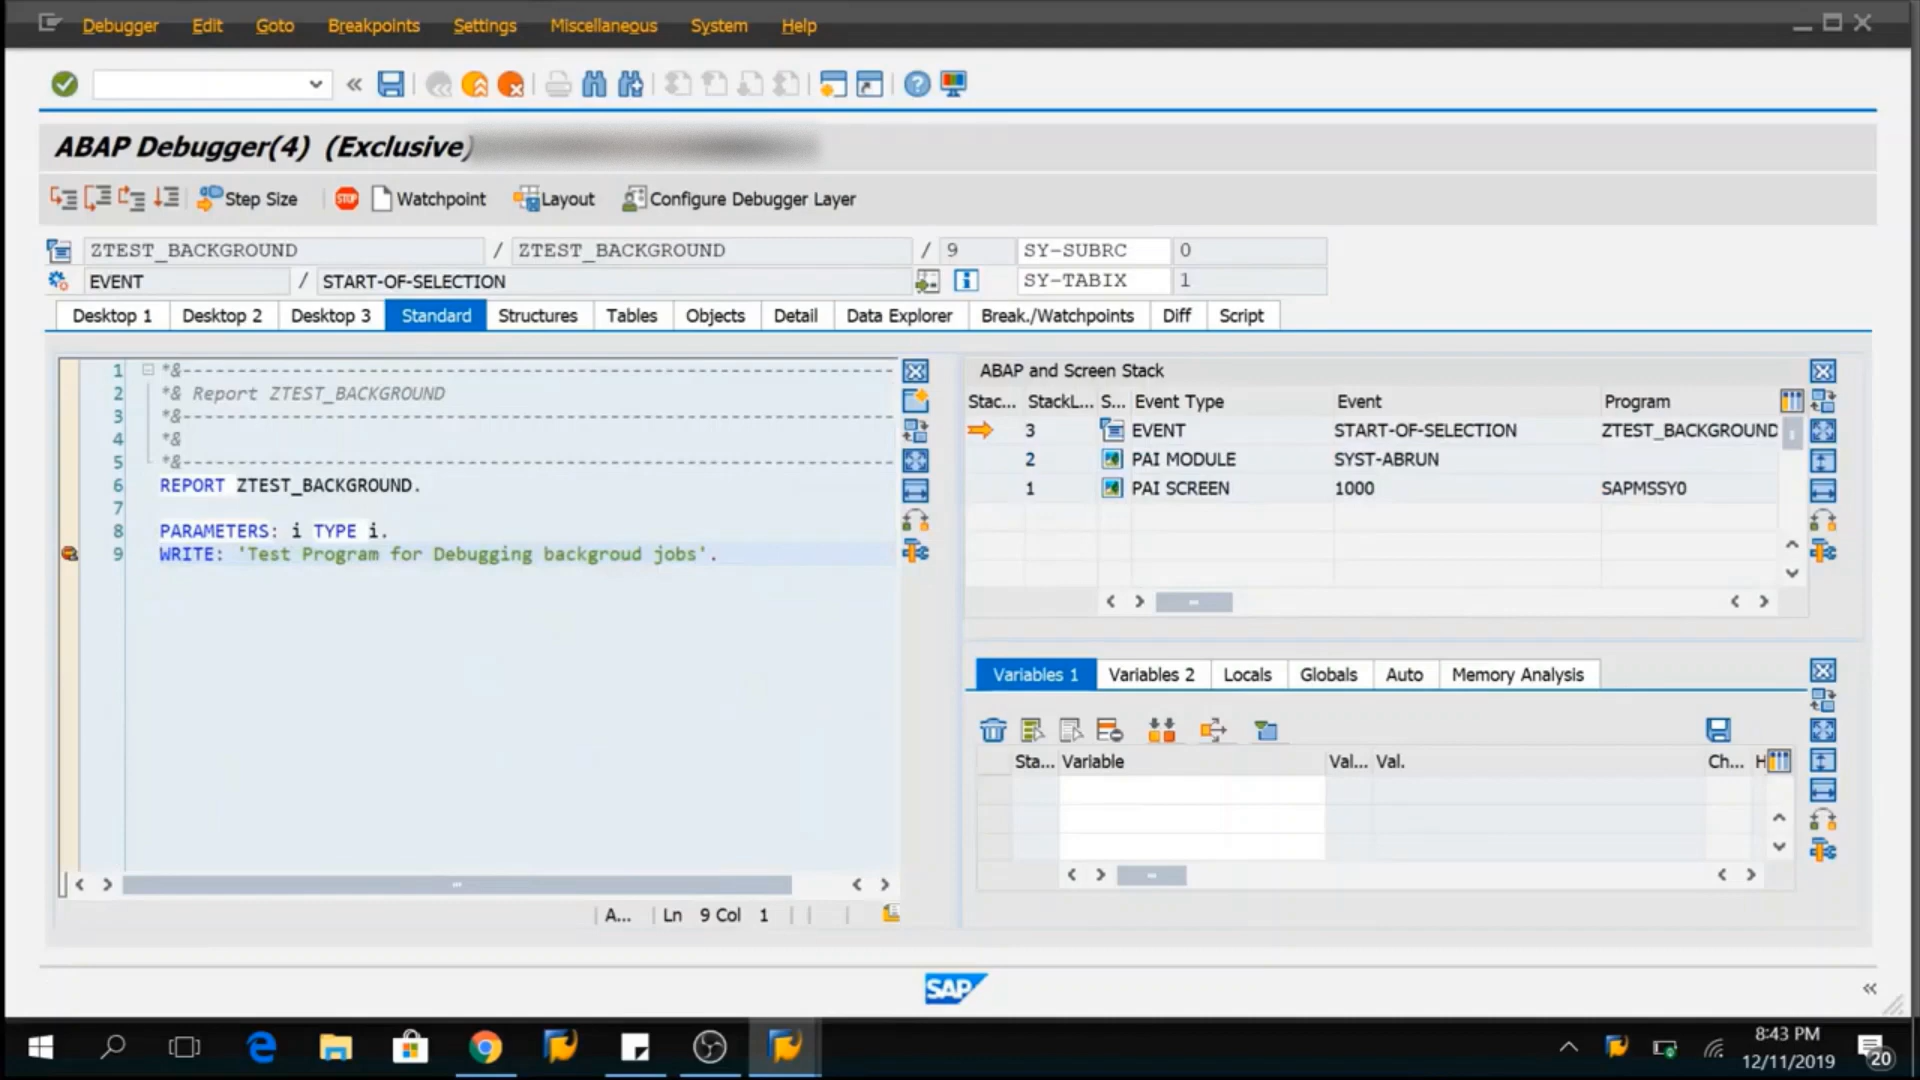 Debugger Edit Goto Breakpoints Settings Miscellaneous System Help
ABAP Debugger(4) (Exclusive)
Step Size STOP Watchpoint Layout Configure Debugger Layer
ZTEST_BACKGROUND / ZTEST_BACKGROUND / 9 SY-SUBRC 0
EVENT / START-OF-SELECTION SY-TABIX 1
Desktop 1 Desktop 2 Desktop 3 Standard Structures Tables Objects Detail Data Explorer Break./Watchpoints Diff Script
1 *&---------------------------------------------------------------------
2 *& Report ZTEST_BACKGROUND
3 *&---------------------------------------------------------------------
4 *&
5 *&---------------------------------------------------------------------
6 REPORT ZTEST_BACKGROUND.
7
8 PARAMETERS: i TYPE i.
9 WRITE: 'Test Program for Debugging backgroud jobs'.
A... Ln 9 Col 1
ABAP and Screen Stack
Stac... StackL... S... Event Type Event Program
3 EVENT START-OF-SELECTION ZTEST_BACKGROUND
2 PAI MODULE SYST-ABRUN
1 PAI SCREEN 1000 SAPMSSY0
Variables 1 Variables 2 Locals Globals Auto Memory Analysis
Sta... Variable Val... Val. Ch... H
SAP
8:43 PM
12/11/2019
20